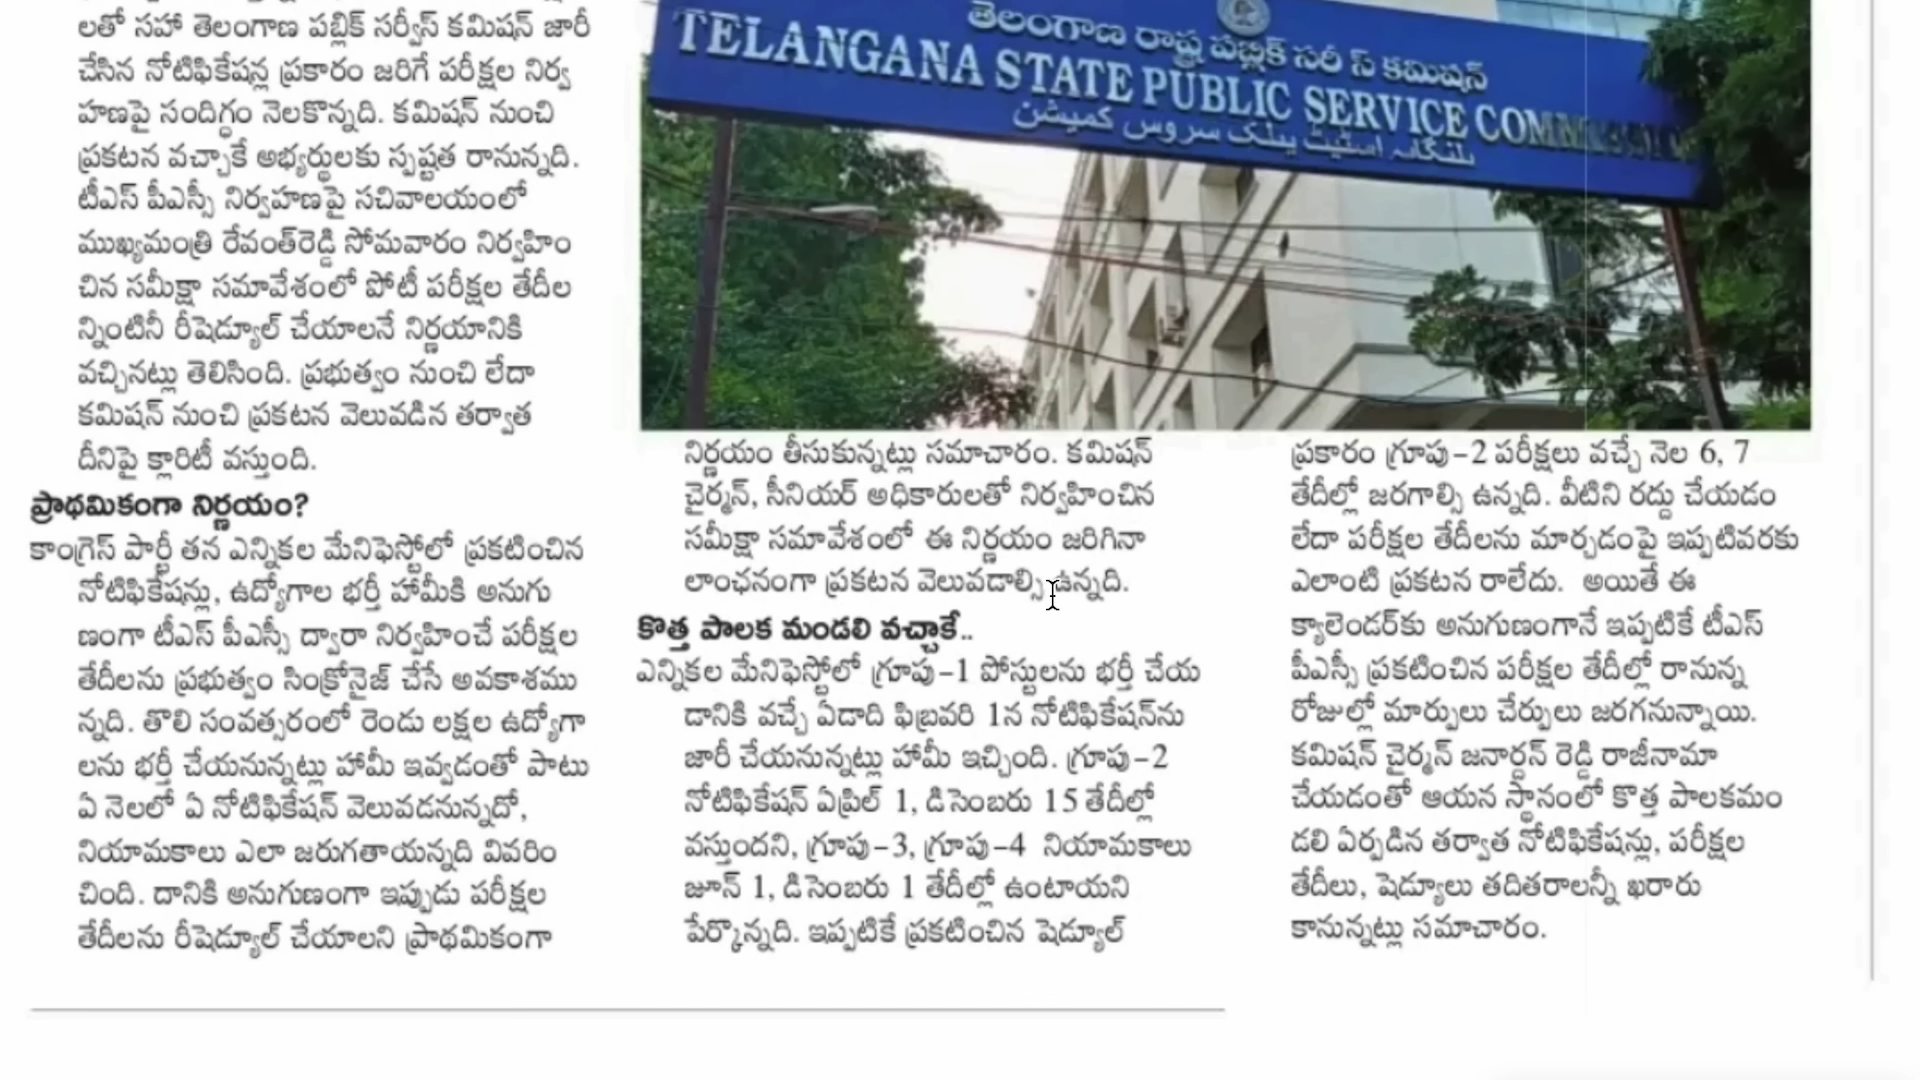 లతో సహా తెలంగాణ పబ్లిక్ సర్వీస్ కమిషన్ జారీ
చేసిన నోటిఫికేషన్ల ప్రకారం జరిగే పరీక్షల నిర్వ
హణపై సందిగ్ధం నెలకొన్నది. కమిషన్ నుంచి
ప్రకటన వచ్చాకే అభ్యర్థులకు స్పష్టత రానున్నది.
టీఎస్ పీఎస్సీ నిర్వహణపై సచివాలయంలో
ముఖ్యమంత్రి రేవంత్‌రెడ్డి సోమవారం నిర్వహిం
చిన సమీక్షా సమావేశంలో పోటీ పరీక్షల తేదీల
న్నింటినీ రీషెడ్యూల్ చేయాలనే నిర్ణయానికి
వచ్చినట్లు తెలిసింది. ప్రభుత్వం నుంచి లేదా
కమిషన్ నుంచి ప్రకటన వెలువడిన తర్వాత
దీనిపై క్లారిటీ వస్తుంది.
ప్రాథమికంగా నిర్ణయం?
కాంగ్రెస్ పార్టీ తన ఎన్నికల మేనిఫెస్టోలో ప్రకటించిన
నోటిఫికేషన్లు, ఉద్యోగాల భర్తీ హామీకి అనుగు
ణంగా టీఎస్ పీఎస్సీ ద్వారా నిర్వహించే పరీక్షల
తేదీలను ప్రభుత్వం సింక్రోనైజ్ చేసే అవకాశము
న్నది. తొలి సంవత్సరంలో రెండు లక్షల ఉద్యోగా
లను భర్తీ చేయనున్నట్లు హామీ ఇవ్వడంతో పాటు
ఏ నెలలో ఏ నోటిఫికేషన్ వెలువడనున్నదో,
నియామకాలు ఎలా జరుగతాయన్నది వివరిం
చింది. దానికి అనుగుణంగా ఇప్పుడు పరీక్షల
తేదీలను రీషెడ్యూల్ చేయాలని ప్రాథమికంగా
తెలంగాణ రాష్ట్ర పబ్లిక్ సర్వీస్ కమిషన్
TELANGANA STATE PUBLIC SERVICE COMMISSION
تلنگانہ اسٹیٹ پبلک سروس کمیشن
నిర్ణయం తీసుకున్నట్లు సమాచారం. కమిషన్
చైర్మన్, సీనియర్ అధికారులతో నిర్వహించిన
సమీక్షా సమావేశంలో ఈ నిర్ణయం జరిగినా
లాంఛనంగా ప్రకటన వెలువడాల్సి ఉన్నది.
కొత్త పాలక మండలి వచ్చాకే..
ఎన్నికల మేనిఫెస్టోలో గ్రూపు-1 పోస్టులను భర్తీ చేయ
డానికి వచ్చే ఏడాది ఫిబ్రవరి 1న నోటిఫికేషన్‌ను
జారీ చేయనున్నట్లు హామీ ఇచ్చింది. గ్రూపు-2
నోటిఫికేషన్ ఏప్రిల్ 1, డిసెంబరు 15 తేదీల్లో
వస్తుందని, గ్రూపు-3, గ్రూపు-4 నియామకాలు
జూన్ 1, డిసెంబరు 1 తేదీల్లో ఉంటాయని
పేర్కొన్నది. ఇప్పటికే ప్రకటించిన షెడ్యూల్
ప్రకారం గ్రూపు-2 పరీక్షలు వచ్చే నెల 6, 7
తేదీల్లో జరగాల్సి ఉన్నది. వీటిని రద్దు చేయడం
లేదా పరీక్షల తేదీలను మార్చడంపై ఇప్పటివరకు
ఎలాంటి ప్రకటన రాలేదు. అయితే ఈ
క్యాలెండర్‌కు అనుగుణంగానే ఇప్పటికే టీఎస్
పీఎస్సీ ప్రకటించిన పరీక్షల తేదీల్లో రానున్న
రోజుల్లో మార్పులు చేర్పులు జరగనున్నాయి.
కమిషన్ చైర్మన్ జనార్దన్ రెడ్డి రాజీనామా
చేయడంతో ఆయన స్థానంలో కొత్త పాలకమం
డలి ఏర్పడిన తర్వాత నోటిఫికేషన్లు, పరీక్షల
తేదీలు, షెడ్యూలు తదితరాలన్నీ ఖరారు
కానున్నట్లు సమాచారం.